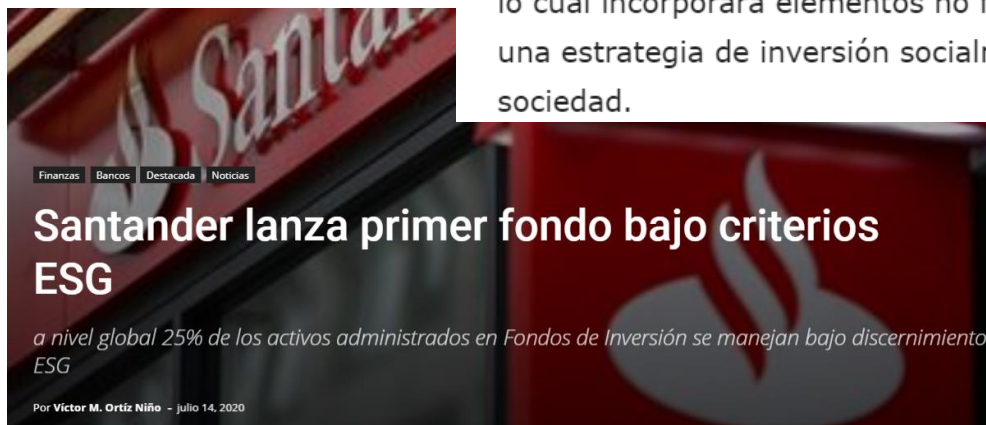 lo cual incorporará elementos no
una estrategia de inversión
sociedad.
Finanzas Bancos Destacada Noticias
Santander lanza primer fondo bajo criterios
ESG
a nivel global 25% de los activos administrados en Fondos de Inversión se manejan bajo discernimiento
ESG
Por Víctor M. Ortíz Niño - julio 14, 2020